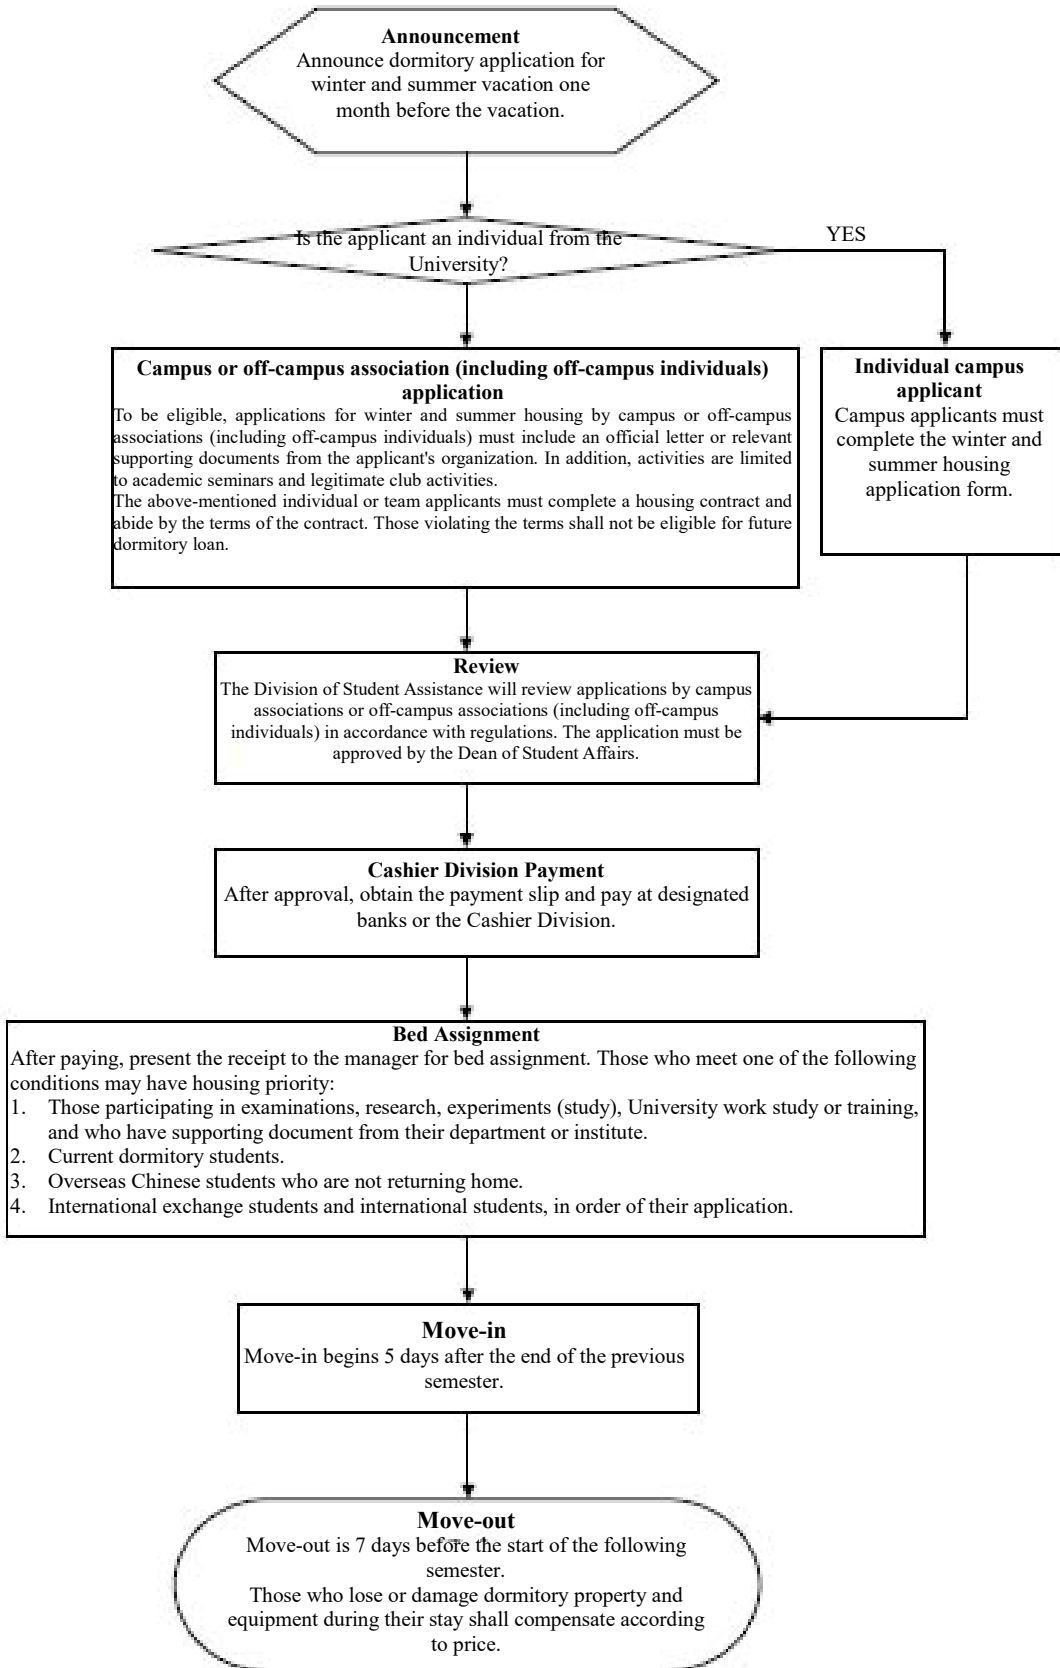 Announcement
Announce dormitory application for
winter and summer vacation one
month before the vacation.
Is the applicant an individual from the
University?
YES
Campus or off-campus association (including off-campus individuals)
application
To be eligible, applications for winter and summer housing by campus or off-campus
associations (including off-campus individuals) must include an official letter or relevant
supporting documents from the applicant's organization. In addition, activities are limited
to academic seminars and legitimate club activities.
The above-mentioned individual or team applicants must complete a housing contract and
abide by the terms of the contract. Those violating the terms shall not be eligible for future
dormitory loan.
Individual campus
applicant
Campus applicants must
complete the winter and
summer housing
application form.
Review
The Division of Student Assistance will review applications by campus
associations or off-campus associations (including off-campus
individuals) in accordance with regulations. The application must be
approved by the Dean of Student Affairs.
Cashier Division Payment
After approval, obtain the payment slip and pay at designated
banks or the Cashier Division.
Bed Assignment
After paying, present the receipt to the manager for bed assignment. Those who meet one of the following
conditions may have housing priority:
1. Those participating in examinations, research, experiments (study), University work study or training,
and who have supporting document from their department or institute.
2. Current dormitory students.
3. Overseas Chinese students who are not returning home.
4. International exchange students and international students, in order of their application.
Move-in
Move-in begins 5 days after the end of the previous
semester.
Move-out
Move-out is 7 days before the start of the following
semester.
Those who lose or damage dormitory property and
equipment during their stay shall compensate according
to price.